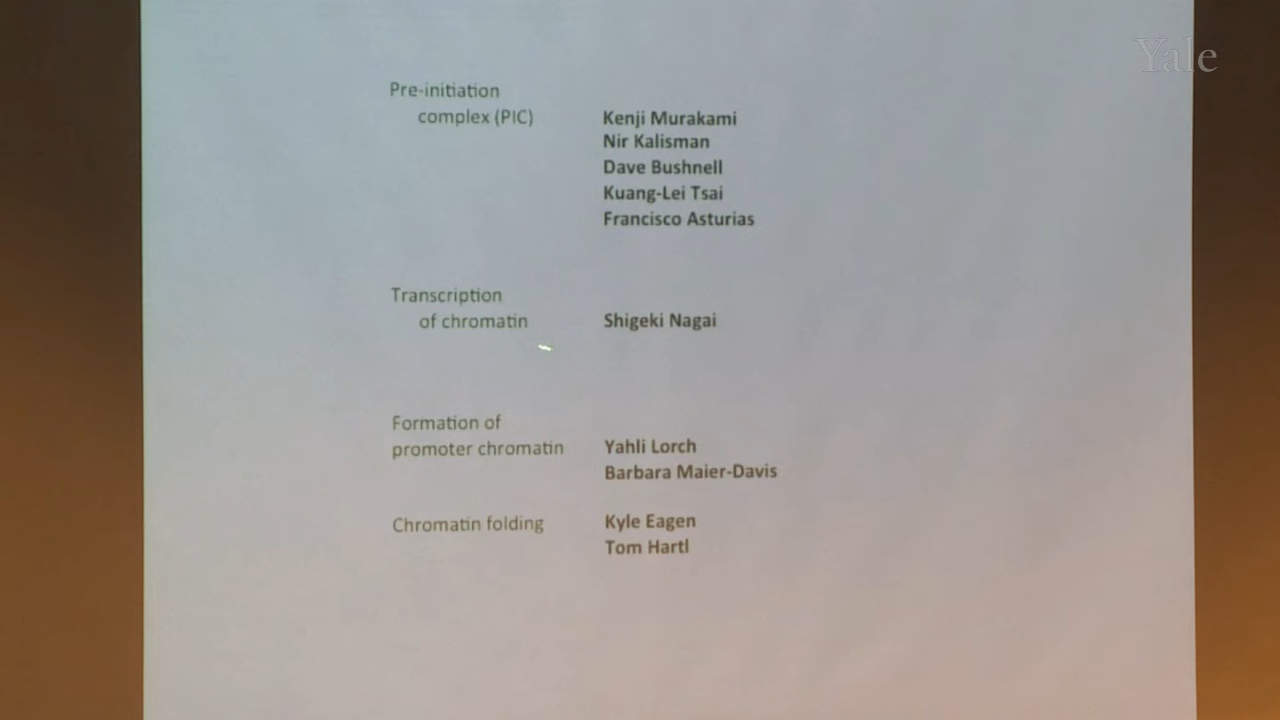 Yale
Pre-initiation
complex (PIC)
Kenji Murakami
Nir Kalisman
Dave Bushnell
Kuang-Lei Tsai
Francisco Asturias
Transcription
of chromatin
Shigeki Nagai
Formation of
promoter chromatin
Yahli Lorch
Barbara Maier-Davis
Chromatin folding
Kyle Eagen
Tom Hartl